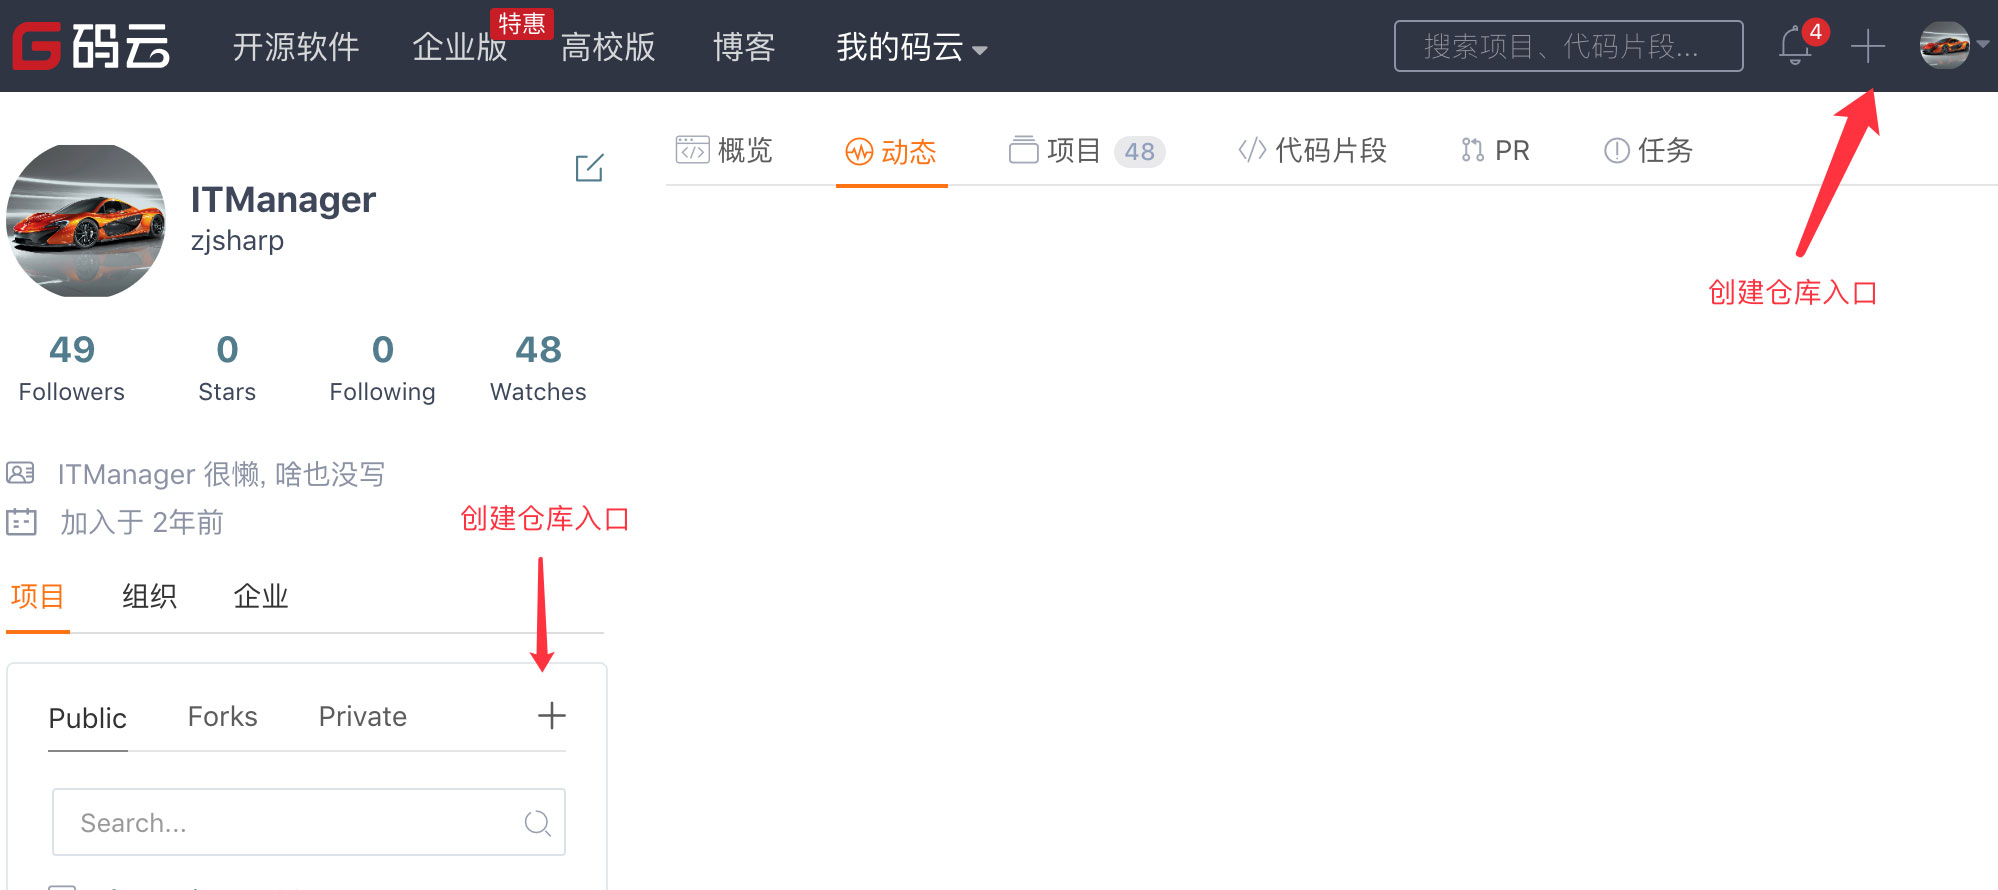 G 码云 开源软件 企业版 特惠 高校版 博客 我的码云 搜索项目、代码片段... 4
概览 动态 项目 48 代码片段 PR 任务
ITManager
zjsharp
创建仓库入口
49 0 0 48
Followers Stars Following Watches
ITManager 很懒, 啥也没写
加入于 2年前
创建仓库入口
项目 组织 企业
Public Forks Private
Search...